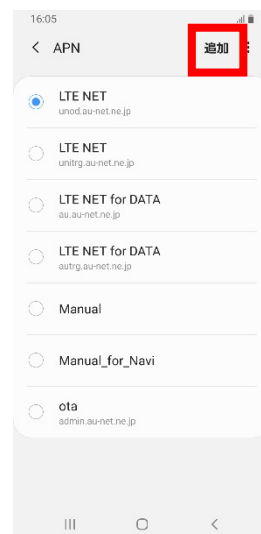 16:05
APN
追加
LTE NET
unod.au-net.ne.jp
LTE NET
unitrg.au-net.ne.jp
LTE NET for DATA
au.au-net.ne.jp
LTE NET for DATA
autrg.au-net.ne.jp
Manual
Manual_for_Navi
ota
admin.au-net.ne.jp